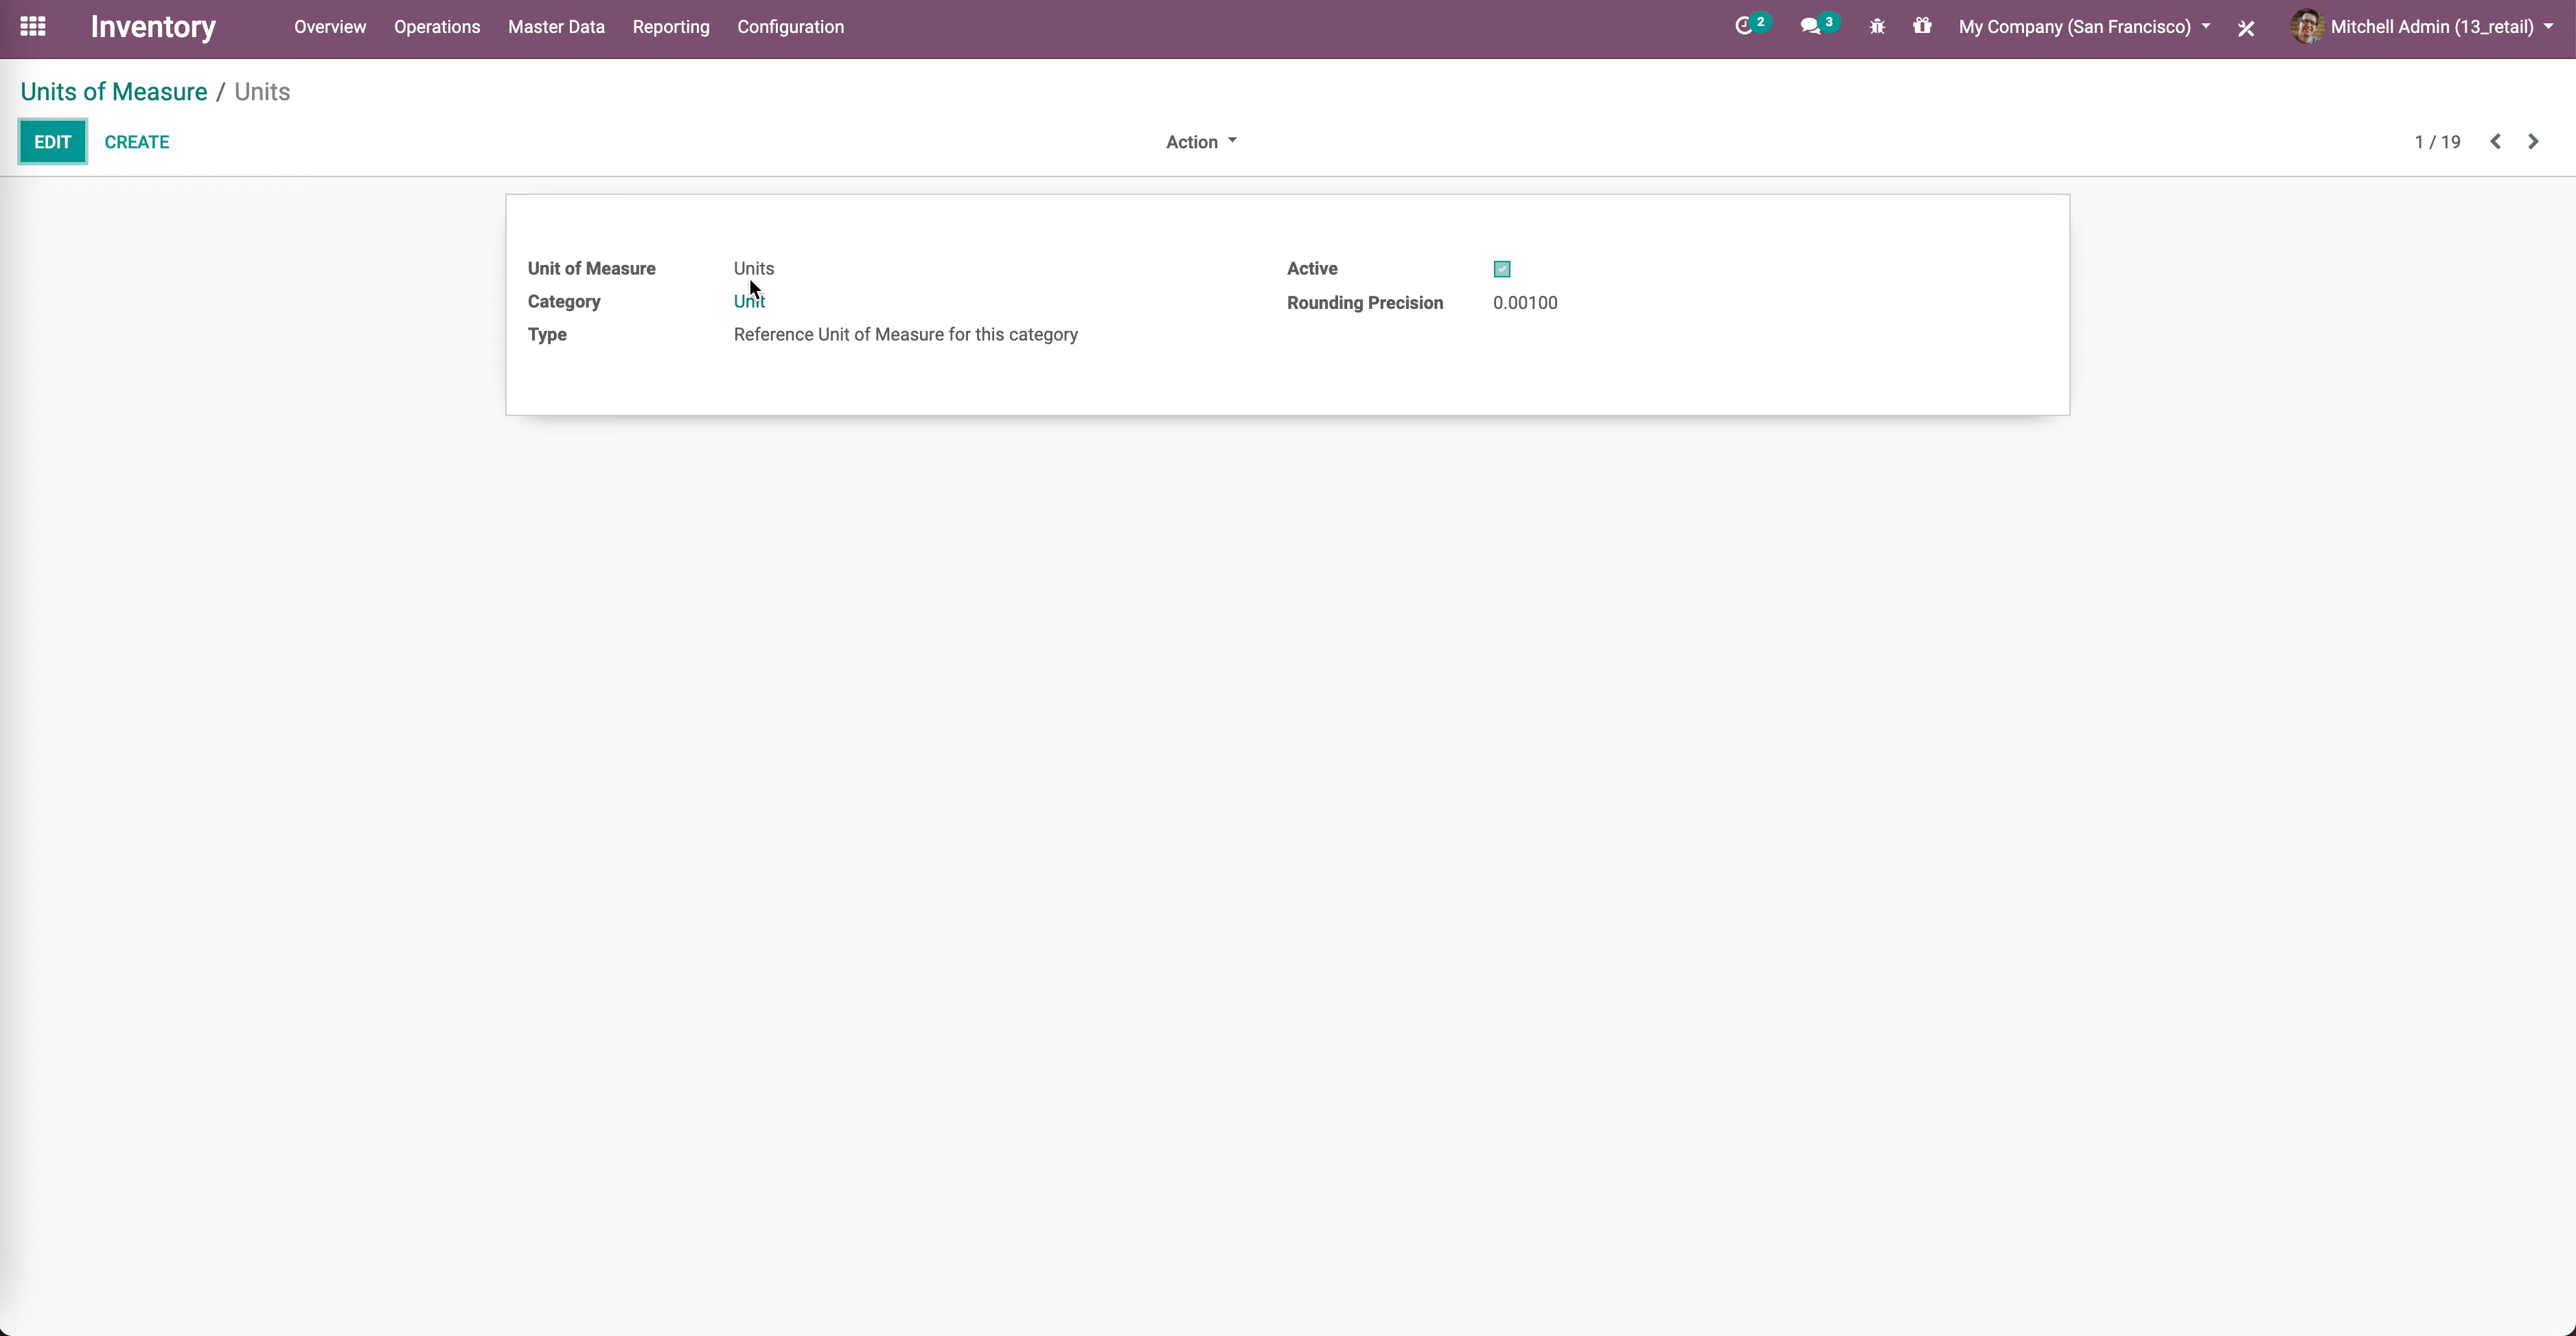 Inventory Overview Operations Master Data Reporting Configuration 2 3 My Company (San Francisco) Mitchell Admin (13_retail)
Units of Measure / Units
EDIT CREATE Action 1 / 19
Unit of Measure Units Active
Category Unit Rounding Precision 0.00100
Type Reference Unit of Measure for this category